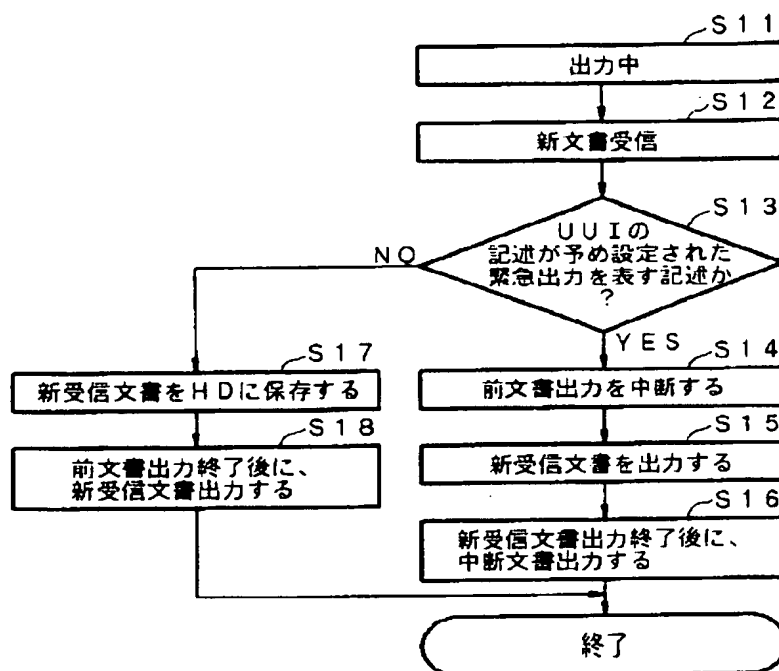 S11
出力中
S12
新文書受信
S13
UUIの
記述が予め設定された
緊急出力を表す記述か
?
NO
YES
S14
前文書出力を中断する
S15
新受信文書を出力する
S16
新受信文書出力終了後に、
中断文書出力する
S17
新受信文書をHDに保存する
S18
前文書出力終了後に、
新受信文書出力する
終了